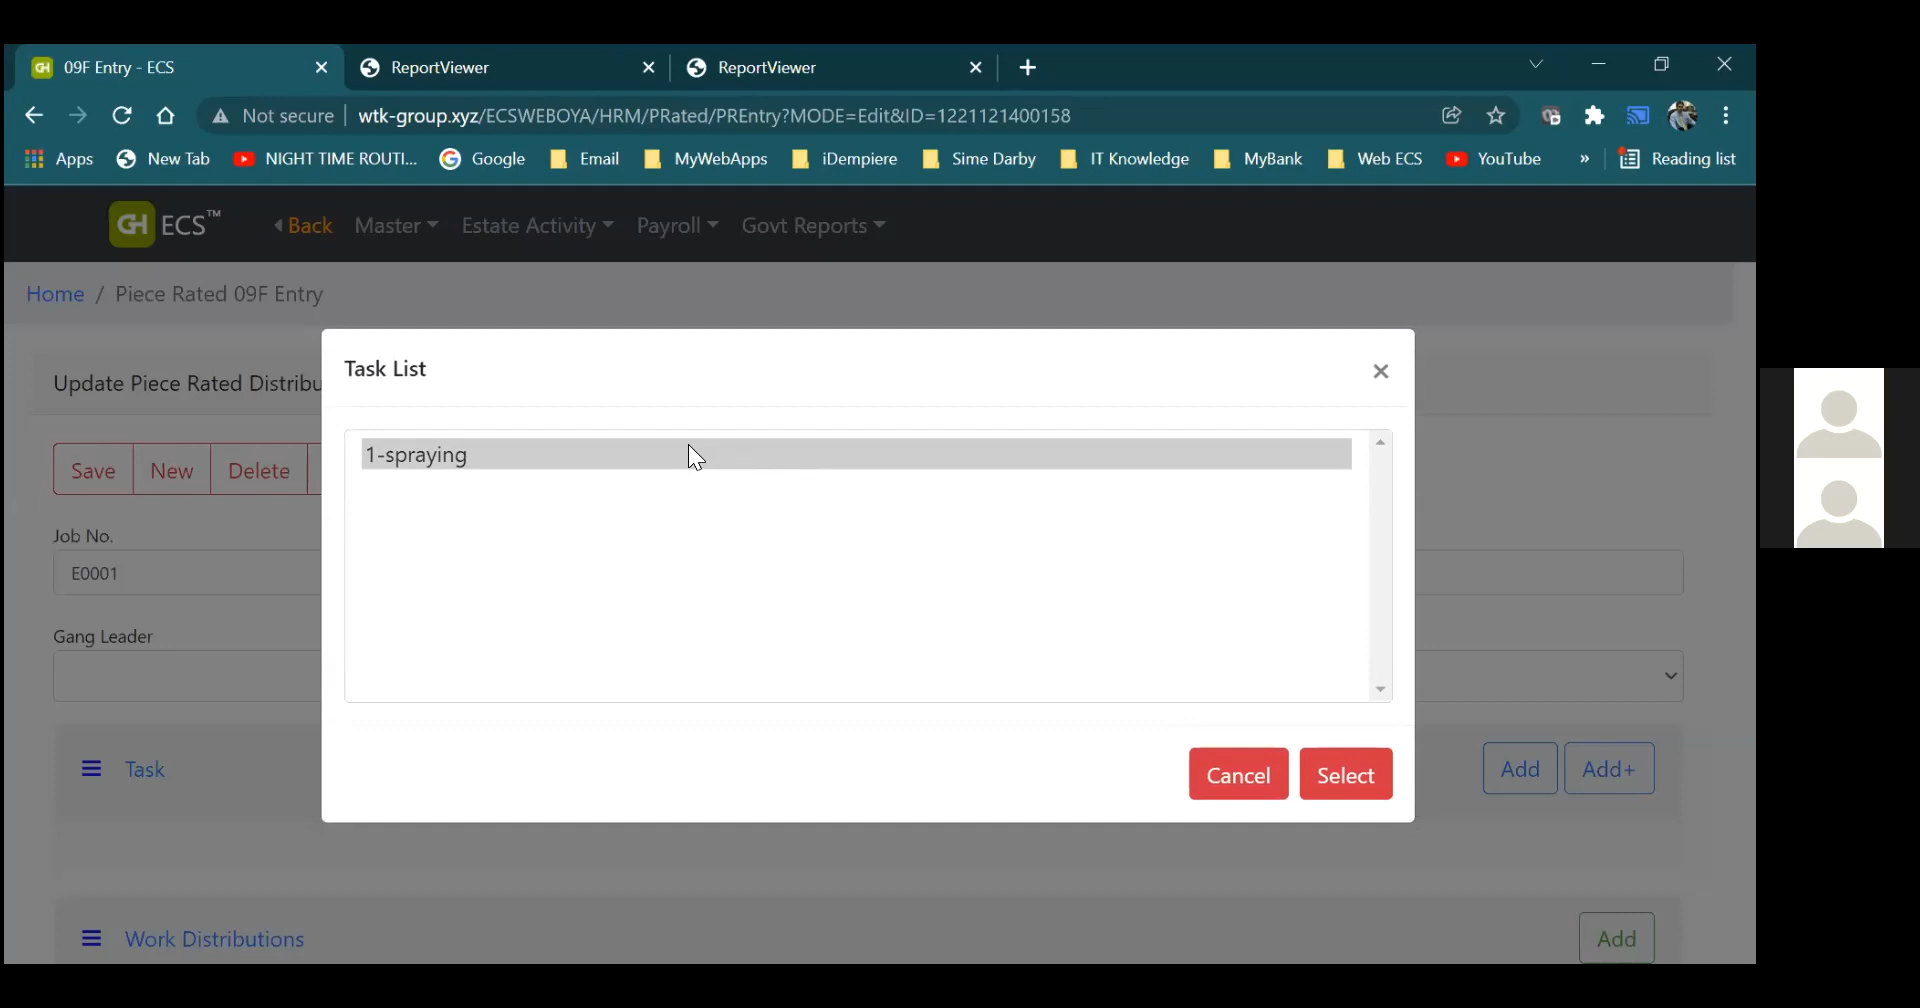 09F Entry - ECS
ReportViewer
ReportViewer
Not secure
wtk-group.xyz/ECSWEBOYA/HRM/PRated/PREntry?MODE=Edit&ID=1221121400158
Apps
New Tab
NIGHT TIME ROUTI...
Google
Email
MyWebApps
iDempiere
Sime Darby
IT Knowledge
MyBank
Web ECS
YouTube
»
Reading list
GH ECS™
Back
Master
Estate Activity
Payroll
Govt Reports
Home / Piece Rated 09F Entry
Update Piece Rated Distribu
Task List
1-spraying
Save
New
Delete
Job No.
E0001
Gang Leader
Cancel
Select
Task
Add
Add+
Work Distributions
Add